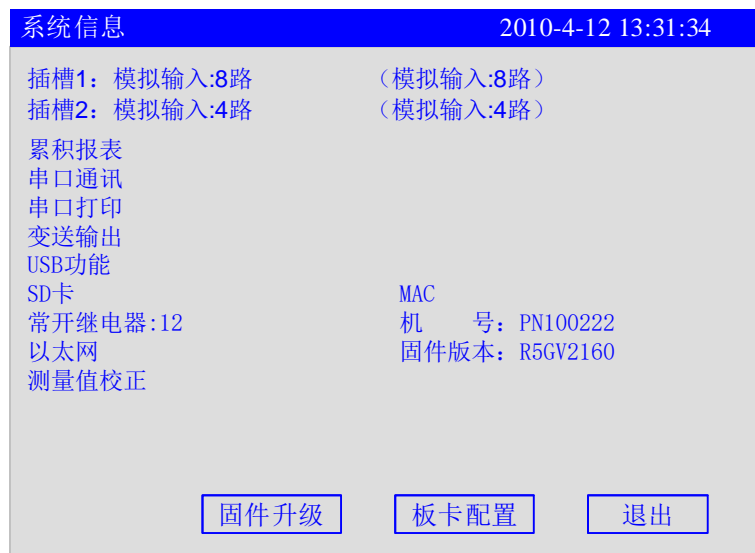 系统信息 2010-4-12 13:31:34
插槽1：模拟输入:8路 （模拟输入:8路）
插槽2：模拟输入:4路 （模拟输入:4路）
累积报表
串口通讯
串口打印
变送输出
USB功能
SD卡 MAC
常开继电器:12 机 号：PN100222
以太网 固件版本：R5GV2160
测量值校正
固件升级 板卡配置 退出